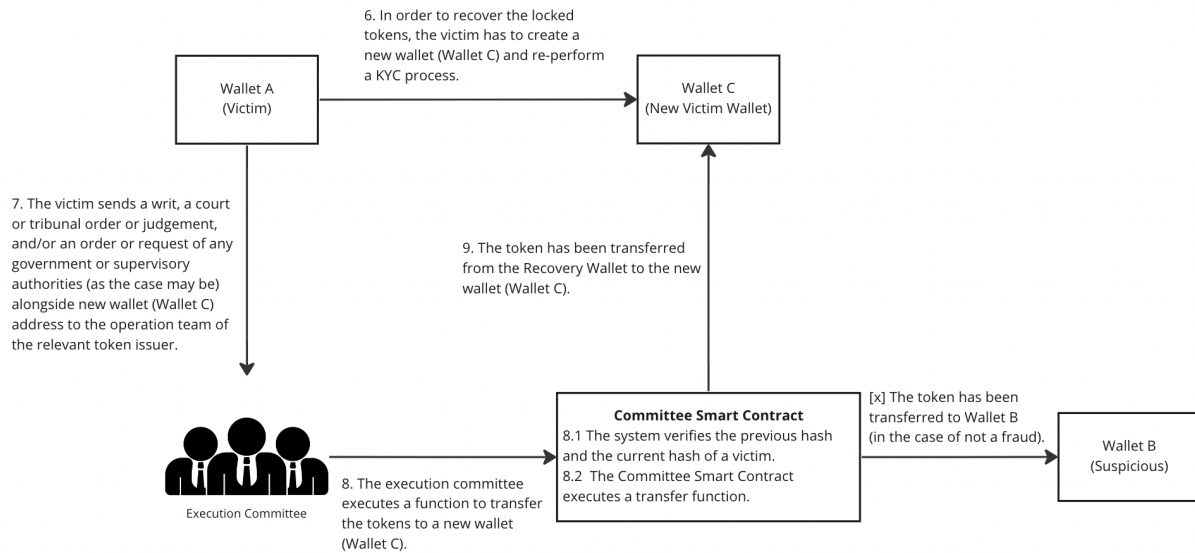 6. In order to recover the locked
tokens, the victim has to create a
new wallet (Wallet C) and re-perform
a KYC process.
Wallet A
(Victim)
Wallet C
(New Victim Wallet)
7. The victim sends a writ, a court
or tribunal order or judgement,
and/or an order or request of any
government or supervisory
authorities (as the case may be)
alongside new wallet (Wallet C)
address to the operation team of
the relevant token issuer.
9. The token has been transferred
from the Recovery Wallet to the new
wallet (Wallet C).
Execution Committee
8. The execution committee
executes a function to transfer
the tokens to a new wallet
(Wallet C).
Committee Smart Contract
8.1 The system verifies the previous hash
and the current hash of a victim.
8.2 The Committee Smart Contract
executes a transfer function.
[x] The token has been
transferred to Wallet B
(in the case of not a fraud).
Wallet B
(Suspicious)